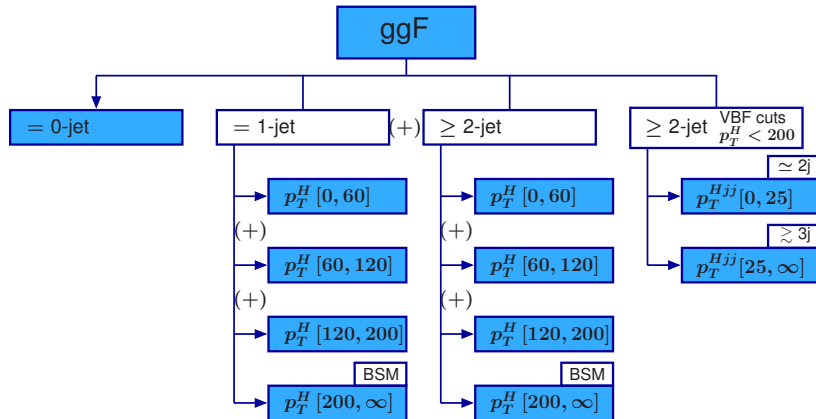 ggF
= 0-jet
= 1-jet
(+)
≥ 2-jet
≥ 2-jet VBF cuts
p_T^H < 200
≃ 2j
p_T^H [0, 60]
p_T^H [0, 60]
p_T^{Hjj} [0, 25]
(+)
(+)
≳ 3j
p_T^H [60, 120]
p_T^H [60, 120]
p_T^{Hjj} [25, ∞]
(+)
(+)
p_T^H [120, 200]
p_T^H [120, 200]
BSM
BSM
p_T^H [200, ∞]
p_T^H [200, ∞]